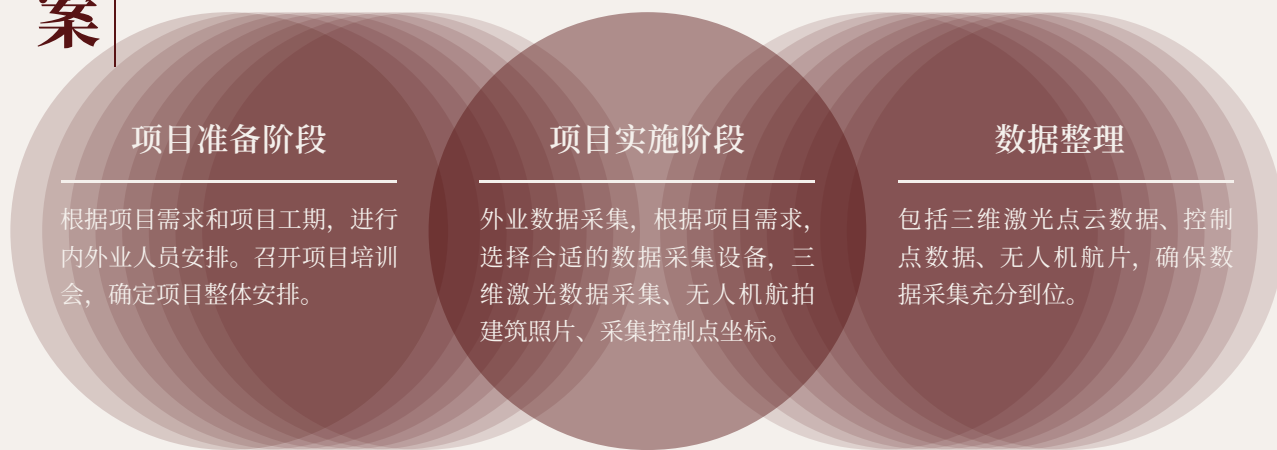 案
项目准备阶段
根据项目需求和项目工期，进行
内外业人员安排。召开项目培训
会，确定项目整体安排。
项目实施阶段
外业数据采集，根据项目需求，
选择合适的数据采集设备，三
维激光数据采集、无人机航拍
建筑照片、采集控制点坐标。
数据整理
包括三维激光点云数据、控制
点数据、无人机航片，确保数
据采集充分到位。